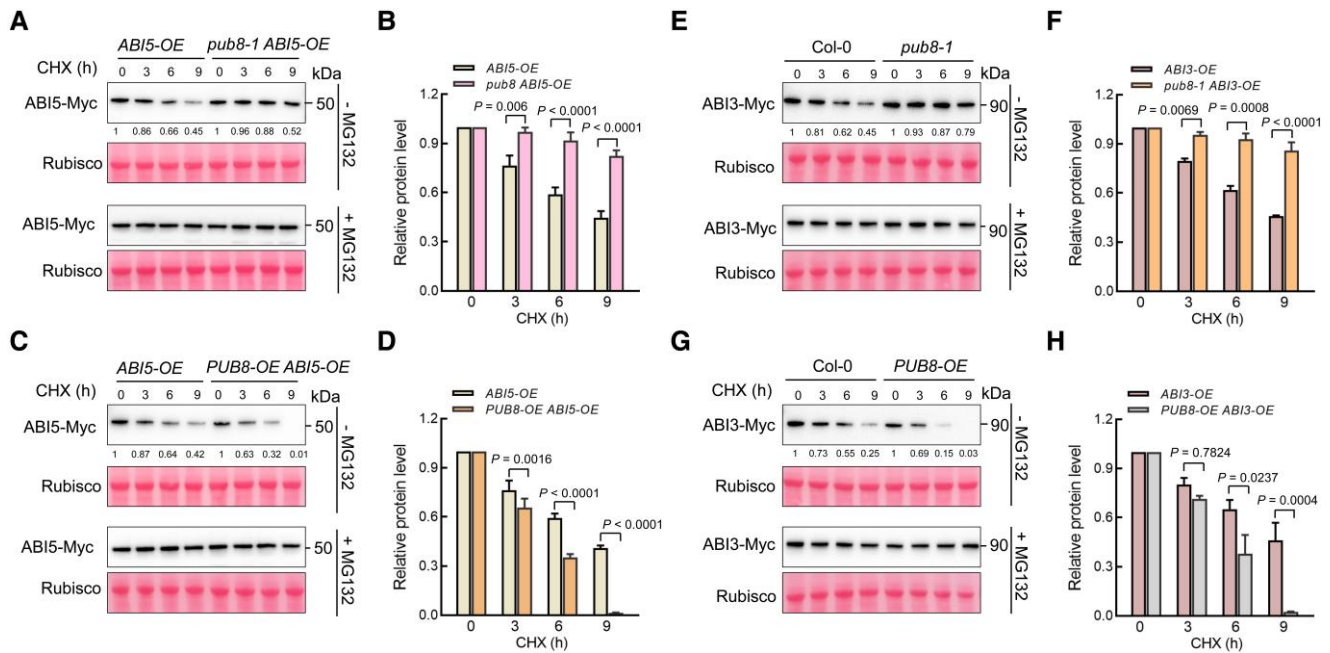 A
ABI5-OE pub8-1 ABI5-OE
CHX (h) 0 3 6 9 0 3 6 9 kDa
ABI5-Myc 50
1 0.86 0.66 0.45 1 0.96 0.88 0.52
Rubisco
- MG132
ABI5-Myc 50
Rubisco
+ MG132
B
ABI5-OE
pub8 ABI5-OE
Relative protein level
1.2
0.9
0.6
0.3
0.0
P = 0.006
P < 0.0001
P < 0.0001
0 3 6 9
CHX (h)
C
ABI5-OE PUB8-OE ABI5-OE
CHX (h) 0 3 6 9 0 3 6 9 kDa
ABI5-Myc 50
1 0.87 0.64 0.42 1 0.63 0.32 0.01
Rubisco
- MG132
ABI5-Myc 50
Rubisco
+ MG132
D
ABI5-OE
PUB8-OE ABI5-OE
Relative protein level
1.2
0.9
0.6
0.3
0.0
P = 0.0016
P < 0.0001
P < 0.0001
0 3 6 9
CHX (h)
E
Col-0 pub8-1
CHX (h) 0 3 6 9 0 3 6 9 kDa
ABI3-Myc 90
1 0.81 0.62 0.45 1 0.93 0.87 0.79
Rubisco
- MG132
ABI3-Myc 90
Rubisco
+ MG132
F
ABI3-OE
pub8-1 ABI3-OE
Relative protein level
1.2
0.9
0.6
0.3
0.0
P = 0.0069
P = 0.0008
P < 0.0001
0 3 6 9
CHX (h)
G
Col-0 PUB8-OE
CHX (h) 0 3 6 9 0 3 6 9 kDa
ABI3-Myc 90
1 0.73 0.55 0.25 1 0.69 0.15 0.03
Rubisco
- MG132
ABI3-Myc 90
Rubisco
+ MG132
H
ABI3-OE
PUB8-OE ABI3-OE
Relative protein level
1.2
0.9
0.6
0.3
0.0
P = 0.7824
P = 0.0237
P = 0.0004
0 3 6 9
CHX (h)